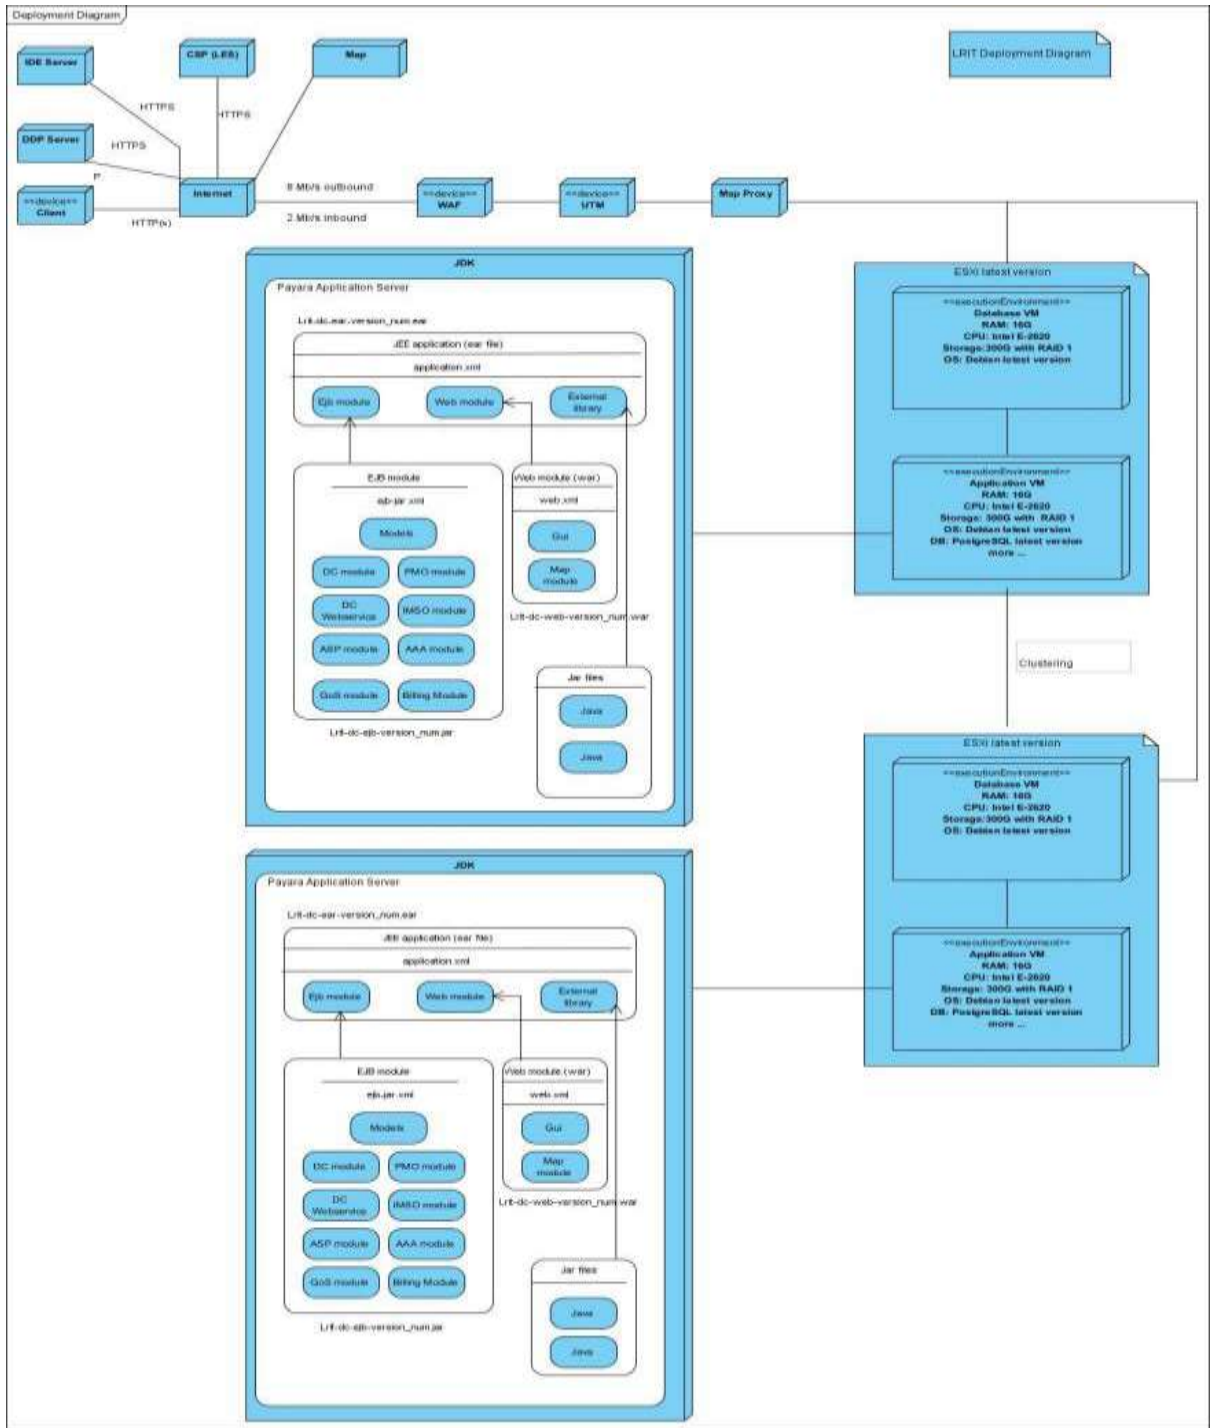 Deployment Diagram
IDE Server
CSP (LES)
Map
LRIT Deployment Diagram
HTTPS
HTTPS
DDP Server
HTTPS
P
<<device>>
Client
HTTP(s)
Internet
8 Mb/s outbound
2 Mb/s inbound
<<device>>
WAF
<<device>>
UTM
Map Proxy
JDK
Payara Application Server
Lrit-dc-ear-version_num.ear
JEE application (ear file)
application.xml
Ejb module
Web module
External
library
EJB module
ejb-jar.xml
Models
DC module
PMO module
DC
Webservice
IMSO module
ASP module
AAA module
QoS module
Billing Module
Lrit-dc-ejb-version_num.jar
Web module (war)
web.xml
Gui
Map
module
Lrit-dc-web-version_num.war
Jar files
Java
Java
ESXi latest version
<<executionEnvironment>>
Database VM
RAM: 16G
CPU: Intel E-2620
Storage:300G with RAID 1
OS: Debian latest version
<<executionEnvironment>>
Application VM
RAM: 16G
CPU: Intel E-2620
Storage: 300G with RAID 1
OS: Debian latest version
DB: PostgreSQL latest version
more ...
Clustering
ESXi latest version
<<executionEnvironment>>
Database VM
RAM: 16G
CPU: Intel E-2620
Storage:300G with RAID 1
OS: Debian latest version
<<executionEnvironment>>
Application VM
RAM: 16G
CPU: Intel E-2620
Storage: 300G with RAID 1
OS: Debian latest version
DB: PostgreSQL latest version
more ...
JDK
Payara Application Server
Lrit-dc-ear-version_num.ear
JEE application (ear file)
application.xml
Ejb module
Web module
External
library
EJB module
ejb-jar.xml
Models
DC module
PMO module
DC
Webservice
IMSO module
ASP module
AAA module
QoS module
Billing Module
Lrit-dc-ejb-version_num.jar
Web module (war)
web.xml
Gui
Map
module
Lrit-dc-web-version_num.war
Jar files
Java
Java